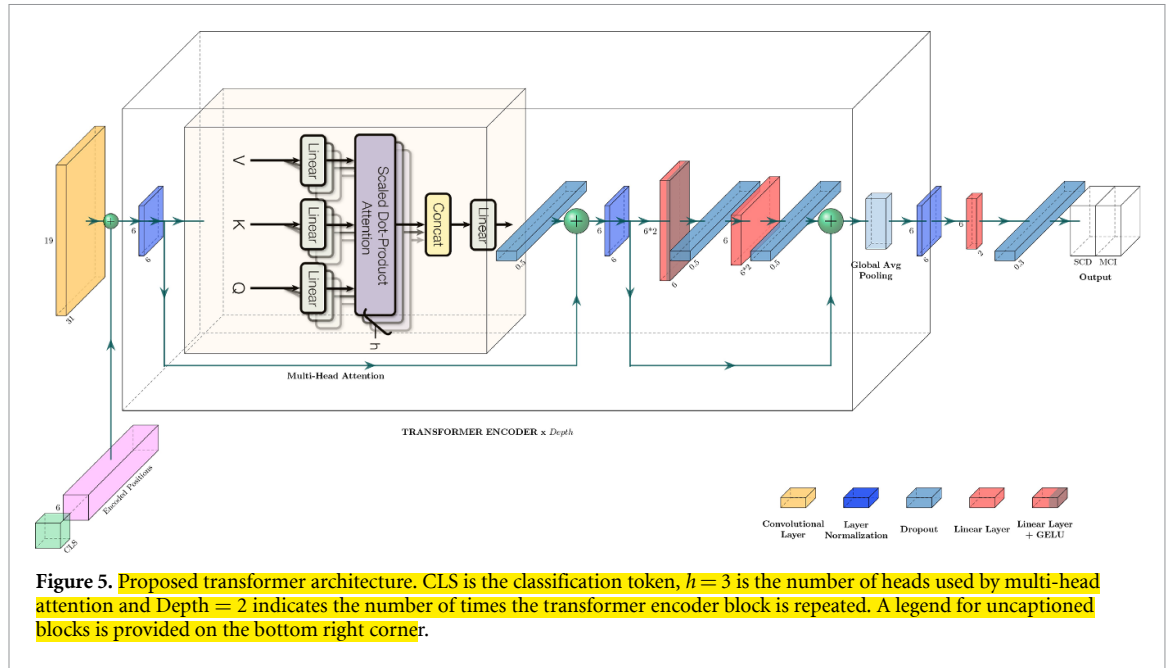 19
31
6
6
V
K
Q
Linear
Linear
Linear
Scaled Dot-Product
Attention
h
Concat
Linear
0.5
Multi-Head Attention
6
6
6*2
6
0.5
6
6*2
0.5
Global Avg
Pooling
6
6
6
2
0.3
SCD MCI
Output
TRANSFORMER ENCODER x Depth
6
CLS
Encoded Positions
Convolutional
Layer
Layer
Normalization
Dropout
Linear Layer
Linear Layer
+ GELU
Figure 5. Proposed transformer architecture. CLS is the classification token, h = 3 is the number of heads used by multi-head
attention and Depth = 2 indicates the number of times the transformer encoder block is repeated. A legend for uncaptioned
blocks is provided on the bottom right corner.